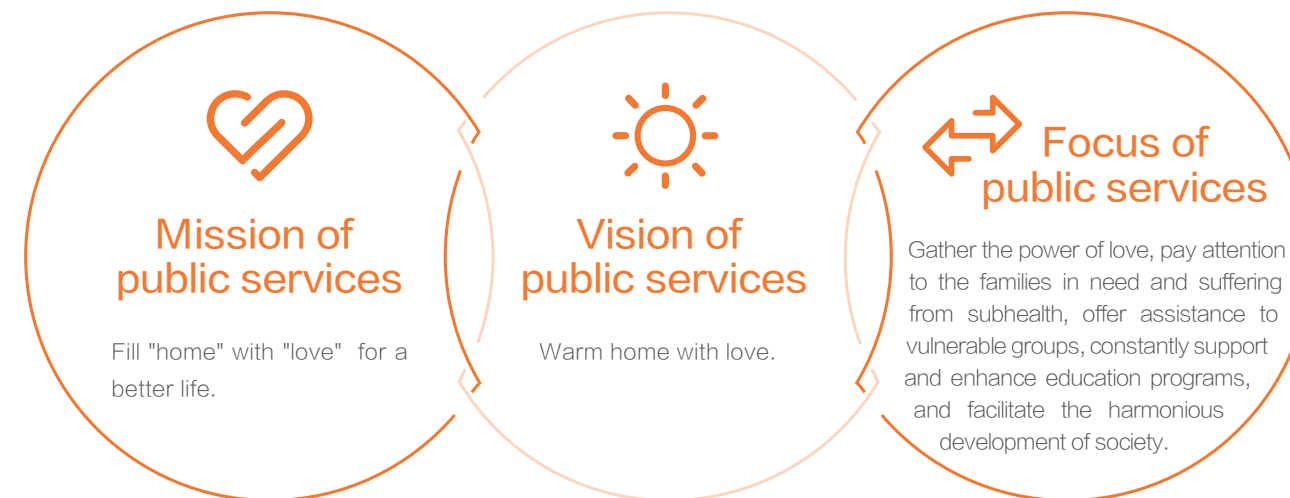 Mission of
public services
Fill "home" with "love" for a
better life.
Vision of
public services
Warm home with love.
Focus of
public services
Gather the power of love, pay attention
to the families in need and suffering
from subhealth, offer assistance to
vulnerable groups, constantly support
and enhance education programs,
and facilitate the harmonious
development of society.